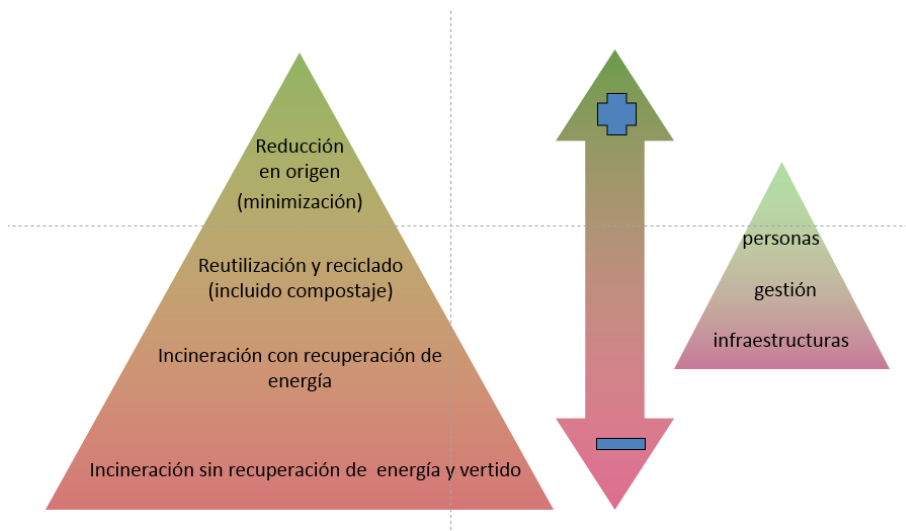 Reducción
en origen
(minimización)
Reutilización y reciclado
(incluido compostaje)
Incineración con recuperación de
energía
Incineración sin recuperación de energía y vertido
personas
gestión
infraestructuras